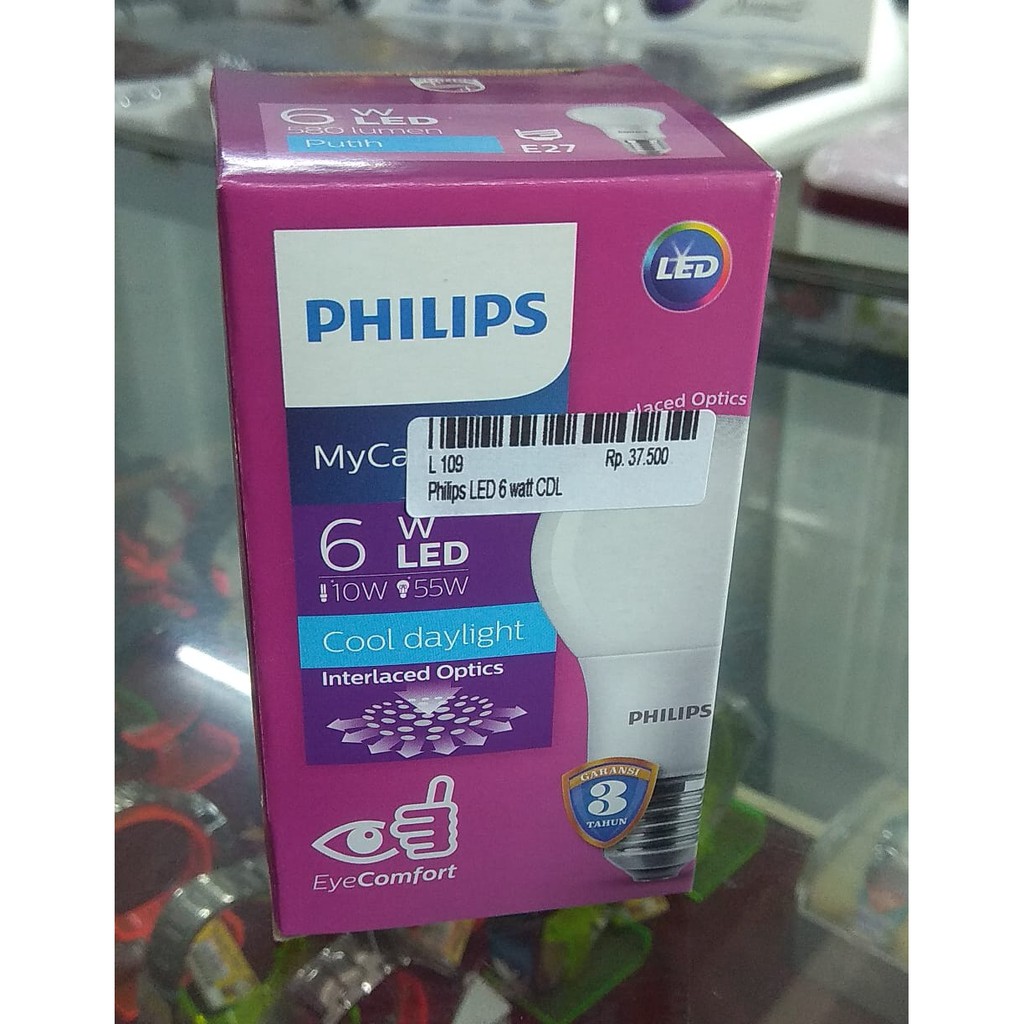 6 W LED
580 lumen
Putih
E27
PHILIPS
LED
Interlaced Optics
MyCa
L 109 Rp. 37.500
Philips LED 6 watt CDL
6 W LED
10W 55W
Cool daylight
Interlaced Optics
PHILIPS
GARANSI
3
TAHUN
EyeComfort